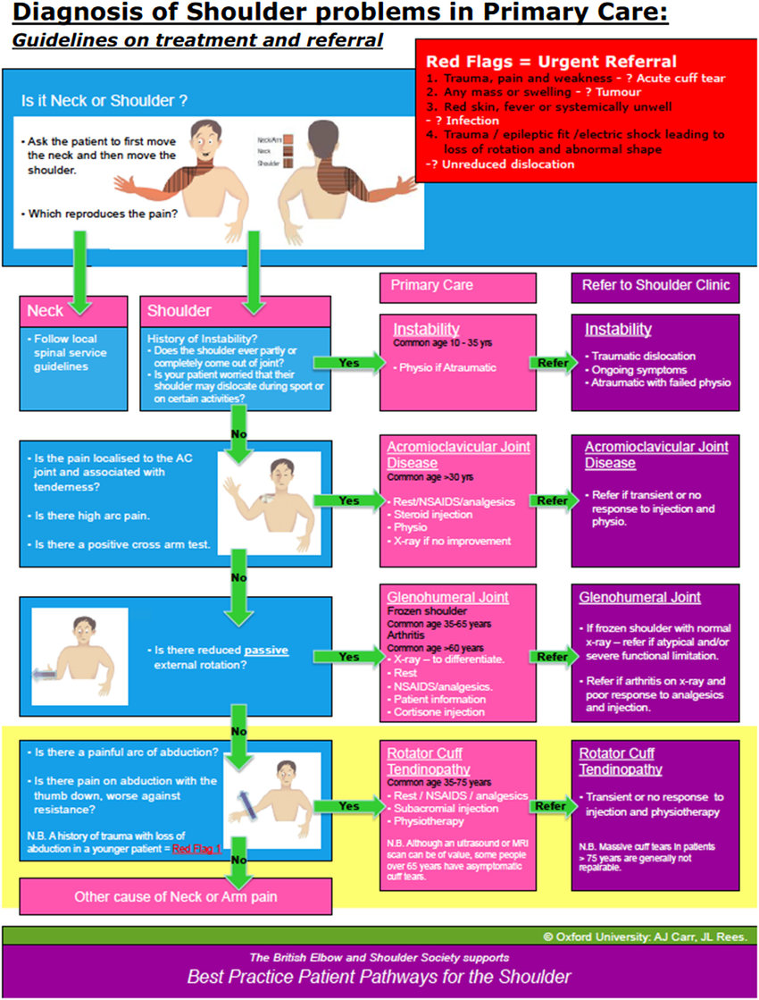 Diagnosis of Shoulder problems in Primary Care:
Guidelines on treatment and referral
Red Flags = Urgent Referral
1. Trauma, pain and weakness - ? Acute cuff tear
2. Any mass or swelling - ? Tumour
3. Red skin, fever or systemically unwell
- ? Infection
4. Trauma / epileptic fit /electric shock leading to
loss of rotation and abnormal shape
-? Unreduced dislocation
Is it Neck or Shoulder ?
• Ask the patient to first move
the neck and then move the
shoulder.
• Which reproduces the pain?
Neck/Arm
Neck
Shoulder
Neck
• Follow local
spinal service
guidelines
Shoulder
History of Instability?
• Does the shoulder ever partly or
completely come out of joint?
• Is your patient worried that their
shoulder may dislocate during sport or
on certain activities?
Yes
Primary Care
Instability
Common age 10 - 35 yrs
• Physio if Atraumatic
Refer
Refer to Shoulder Clinic
Instability
• Traumatic dislocation
• Ongoing symptoms
• Atraumatic with failed physio
No
• Is the pain localised to the AC
joint and associated with
tenderness?
• Is there high arc pain.
• Is there a positive cross arm test.
Yes
Acromioclavicular Joint
Disease
Common age >30 yrs
• Rest/NSAIDS/analgesics
• Steroid injection
• Physio
• X-ray if no improvement
Refer
Acromioclavicular Joint
Disease
• Refer if transient or no
response to injection and
physio.
No
• Is there reduced passive
external rotation?
Yes
Glenohumeral Joint
Frozen shoulder
Common age 35-65 years
Arthritis
Common age >60 years
• X-ray – to differentiate.
• Rest
• NSAIDS/analgesics.
• Patient information
• Cortisone injection
Refer
Glenohumeral Joint
• If frozen shoulder with normal
x-ray – refer if atypical and/or
severe functional limitation.
• Refer if arthritis on x-ray and
poor response to analgesics
and injection.
No
• Is there a painful arc of abduction?
• Is there pain on abduction with the
thumb down, worse against
resistance?
N.B. A history of trauma with loss of
abduction in a younger patient = Red Flag 1
Yes
Rotator Cuff
Tendinopathy
Common age 35-75 years
• Rest / NSAIDS / analgesics
• Subacromial injection
• Physiotherapy
N.B. Although an ultrasound or MRI
scan can be of value, some people
over 65 years have asymptomatic
cuff tears.
Refer
Rotator Cuff
Tendinopathy
• Transient or no response to
injection and physiotherapy
N.B. Massive cuff tears in patients
> 75 years are generally not
repairable.
No
Other cause of Neck or Arm pain
© Oxford University: AJ Carr, JL Rees.
The British Elbow and Shoulder Society supports
Best Practice Patient Pathways for the Shoulder